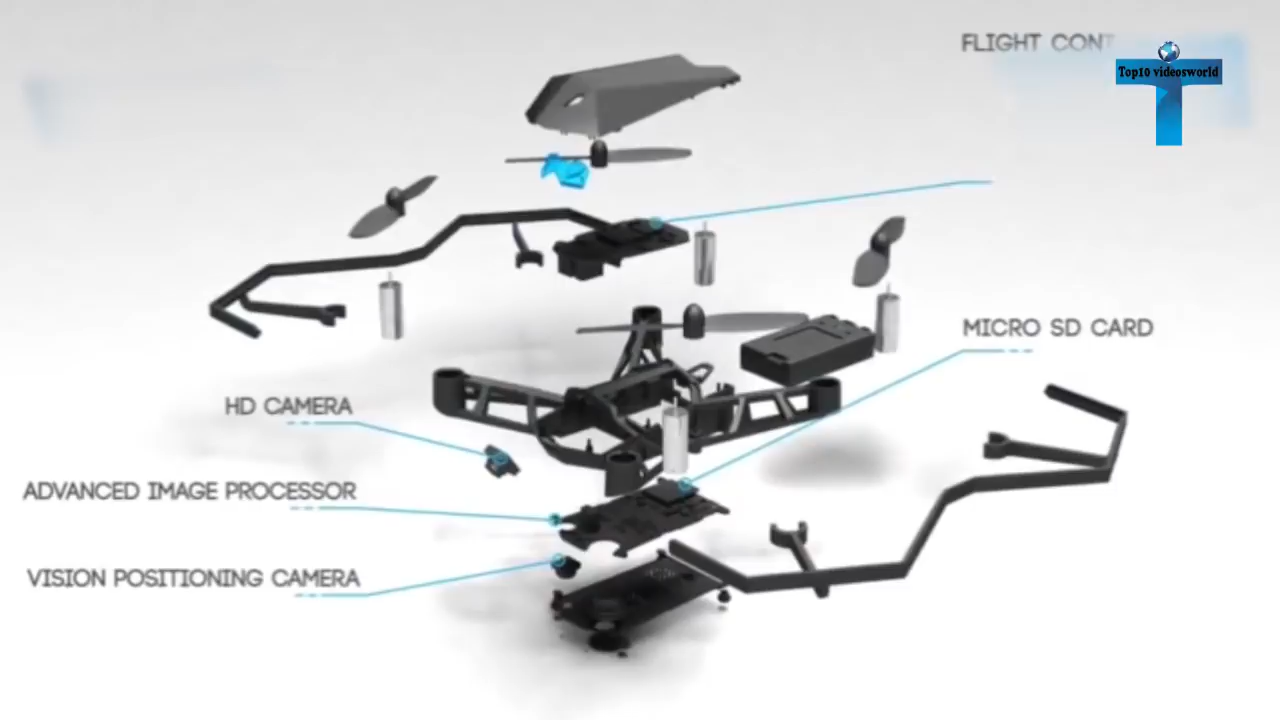 FLIGHT CONT
Top10 videosworld
MICRO SD CARD
HD CAMERA
ADVANCED IMAGE PROCESSOR
VISION POSITIONING CAMERA